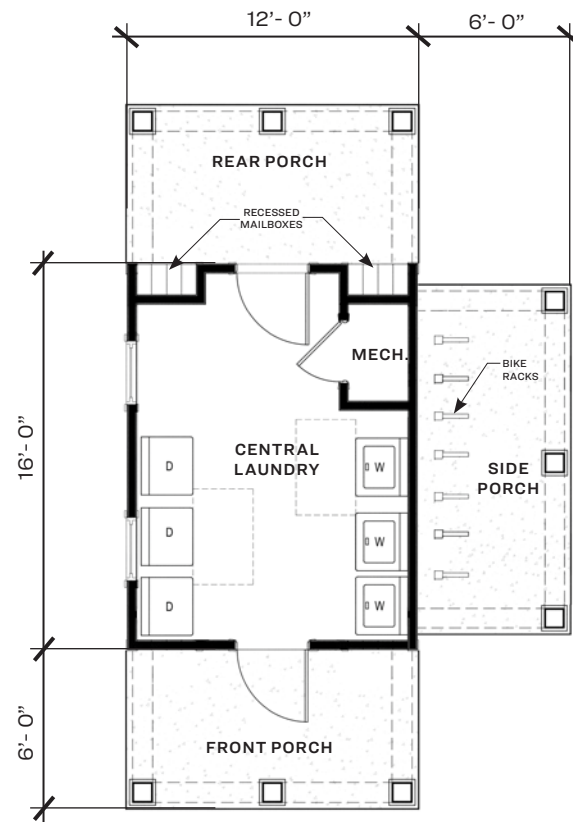 12'- 0"
6'- 0"
REAR PORCH
RECESSED
MAILBOXES
MECH.
BIKE
RACKS
16'- 0"
CENTRAL
LAUNDRY
D
W
SIDE
PORCH
D
W
D
W
6'- 0"
FRONT PORCH